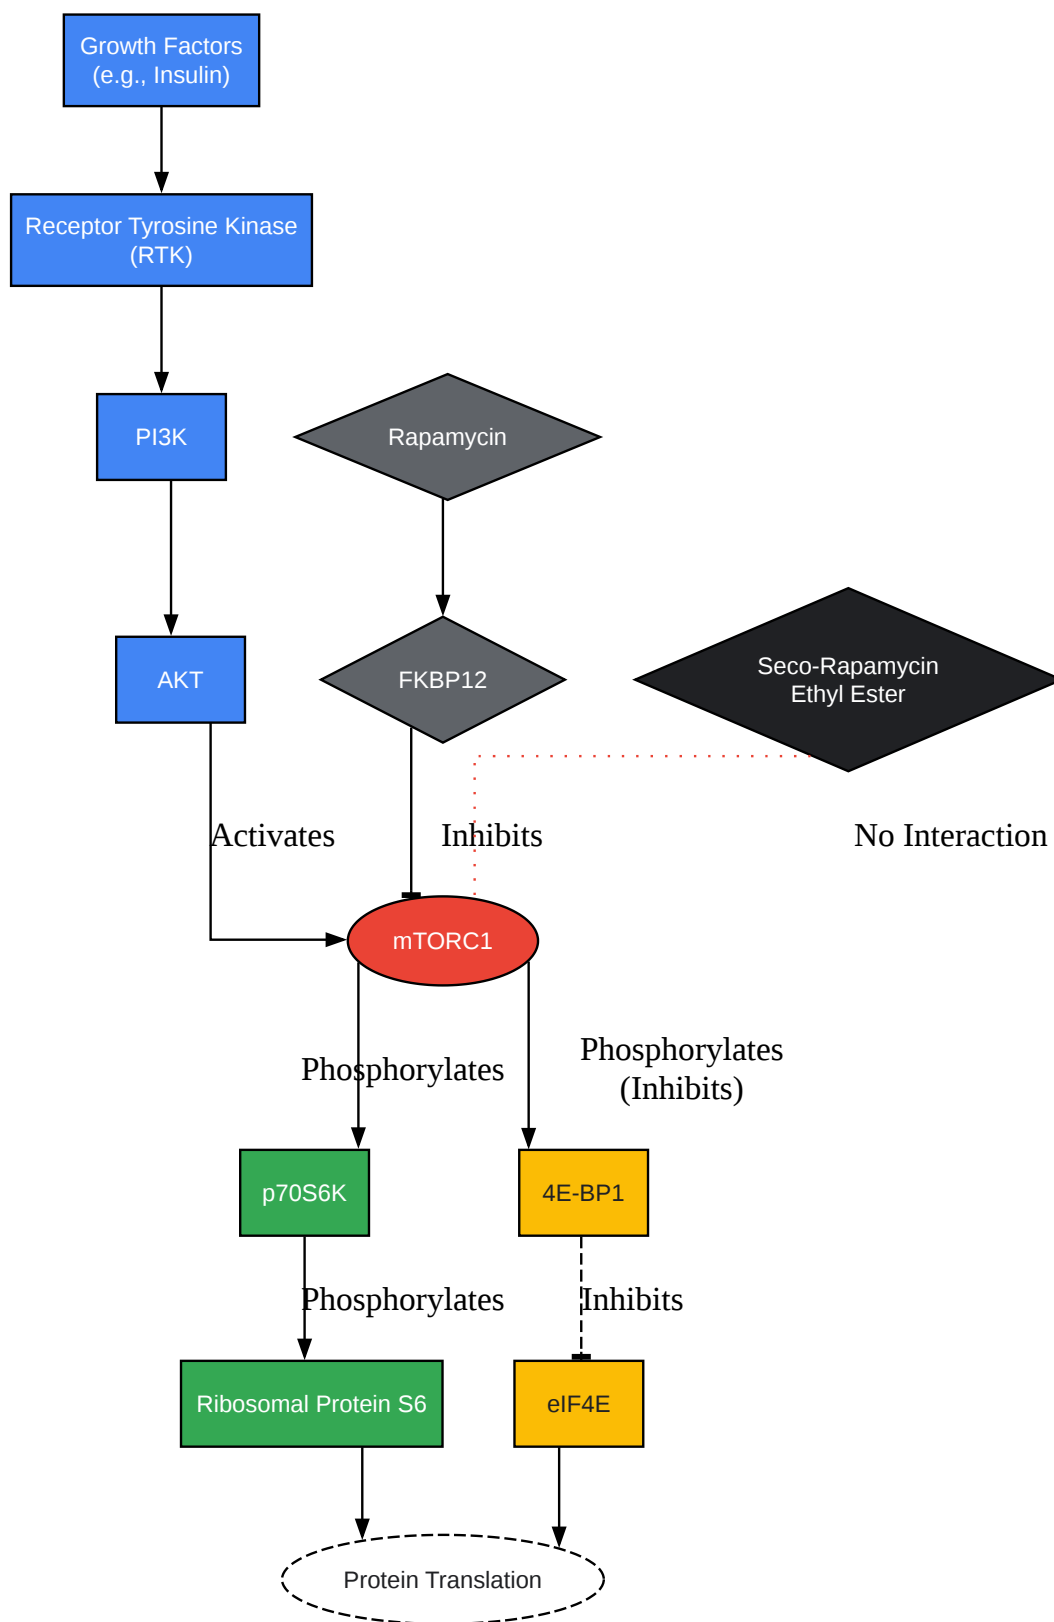 Growth Factors
(e.g., Insulin)
Receptor Tyrosine Kinase
(RTK)
PI3K
Rapamycin
AKT
FKBP12
Seco-Rapamycin
Ethyl Ester
Activates
Inhibits
No Interaction
mTORC1
Phosphorylates
Phosphorylates
(Inhibits)
p70S6K
4E-BP1
Phosphorylates
Inhibits
Ribosomal Protein S6
eIF4E
Protein Translation